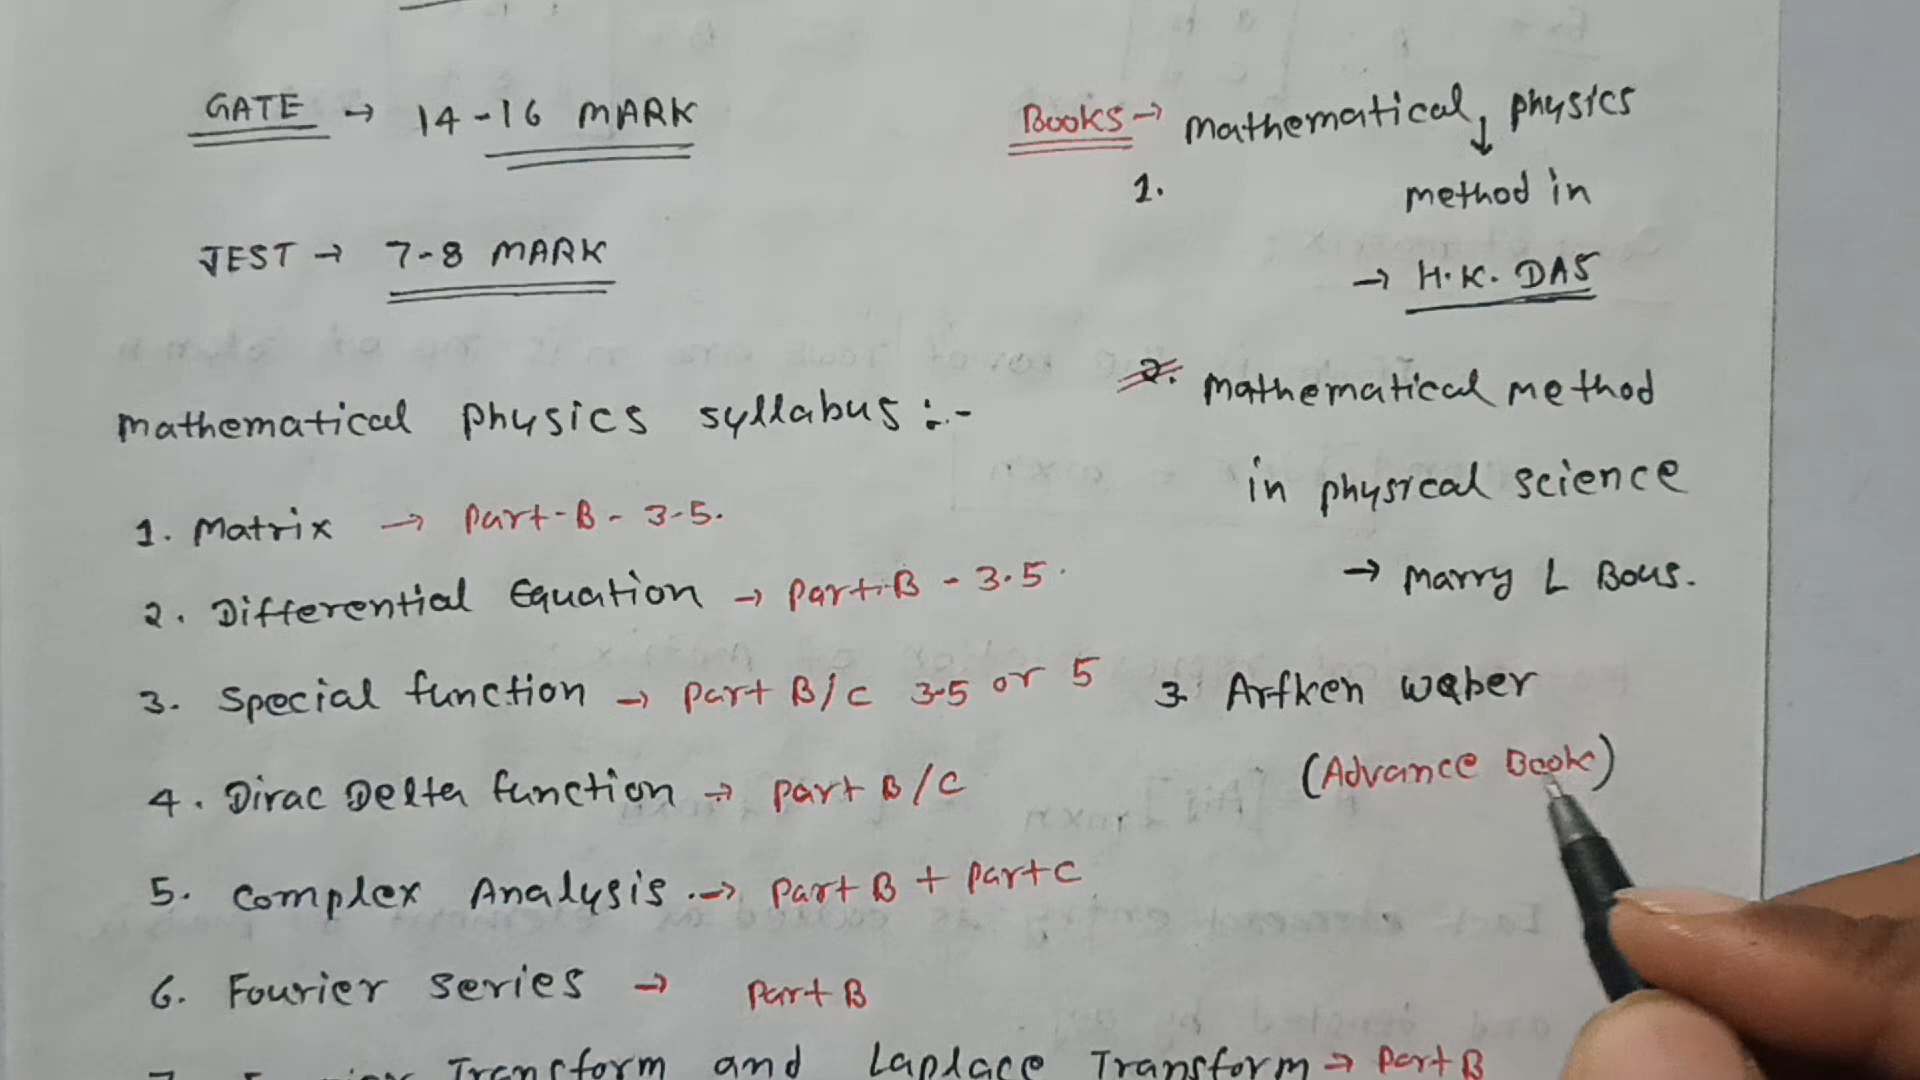 GATE → 14-16 MARK
JEST → 7-8 MARK
Books → Mathematical physics
↓
1. method in
→ H.K. DAS
2. Mathematical method
in physical science
→ Marry L Bous.
3 Arfken Waber
(Advance Book)
Mathematical physics syllabus :-
1. Matrix → Part-B - 3.5.
2. Differential Equation → Part-B - 3.5.
3. Special function → Part B/C 3.5 or 5
4. Dirac Delta function → Part B/C
5. Complex Analysis. → Part B + Part C
6. Fourier series → Part B
Transform and Laplace Transform → Part B